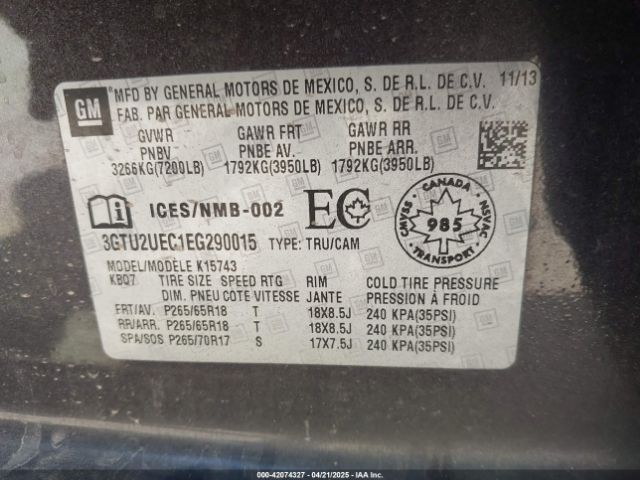 GM
MFD BY GENERAL MOTORS DE MEXICO, S. DE R.L. DE C.V. 11/13
FAB. PAR GENERAL MOTORS DE MEXICO, S. DE R.L. DE C.V.
GVWR GAWR FRT GAWR RR
PNBV PNBE AV. PNBE ARR.
3266KG(7200LB) 1792KG(3950LB) 1792KG(3950LB)
ICES/NMB-002 EC
CANADA
CMVSS NSVAC
985
TRANSPORT
3GTU2UEC1EG290015 TYPE: TRU/CAM
MODEL/MODÈLE K15743
KBQ7 TIRE SIZE SPEED RTG RIM COLD TIRE PRESSURE
DIM. PNEU COTE VITESSE JANTE PRESSION À FROID
FRT/AV. P265/65R18 T 18X8.5J 240 KPA(35PSI)
RR/ARR. P265/65R18 T 18X8.5J 240 KPA(35PSI)
SPA/SOS P265/70R17 S 17X7.5J 240 KPA(35PSI)
000-42074327 - 04/21/2025 - IAA Inc.